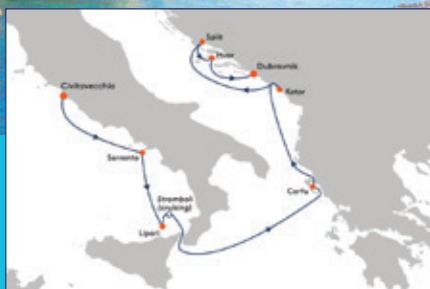 Split
Hvar
Dubrovnik
Kotor
Civitavecchia
Sorrento
Stromboli
(cruising)
Lipari
Corfu